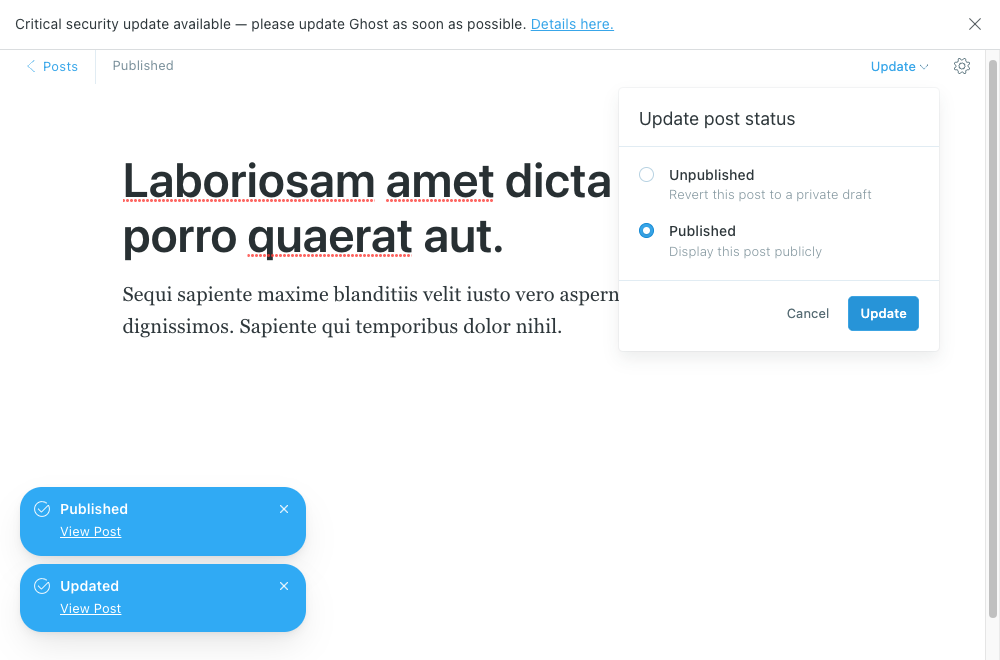 Critical security update available — please update Ghost as soon as possible. Details here.
Posts
Published
Update
Update post status
Unpublished
Revert this post to a private draft
Published
Display this post publicly
Cancel
Update
Laboriosam amet dicta
porro quaerat aut.
Sequi sapiente maxime blanditiis velit iusto vero aspern
dignissimos. Sapiente qui temporibus dolor nihil.
Published
View Post
Updated
View Post